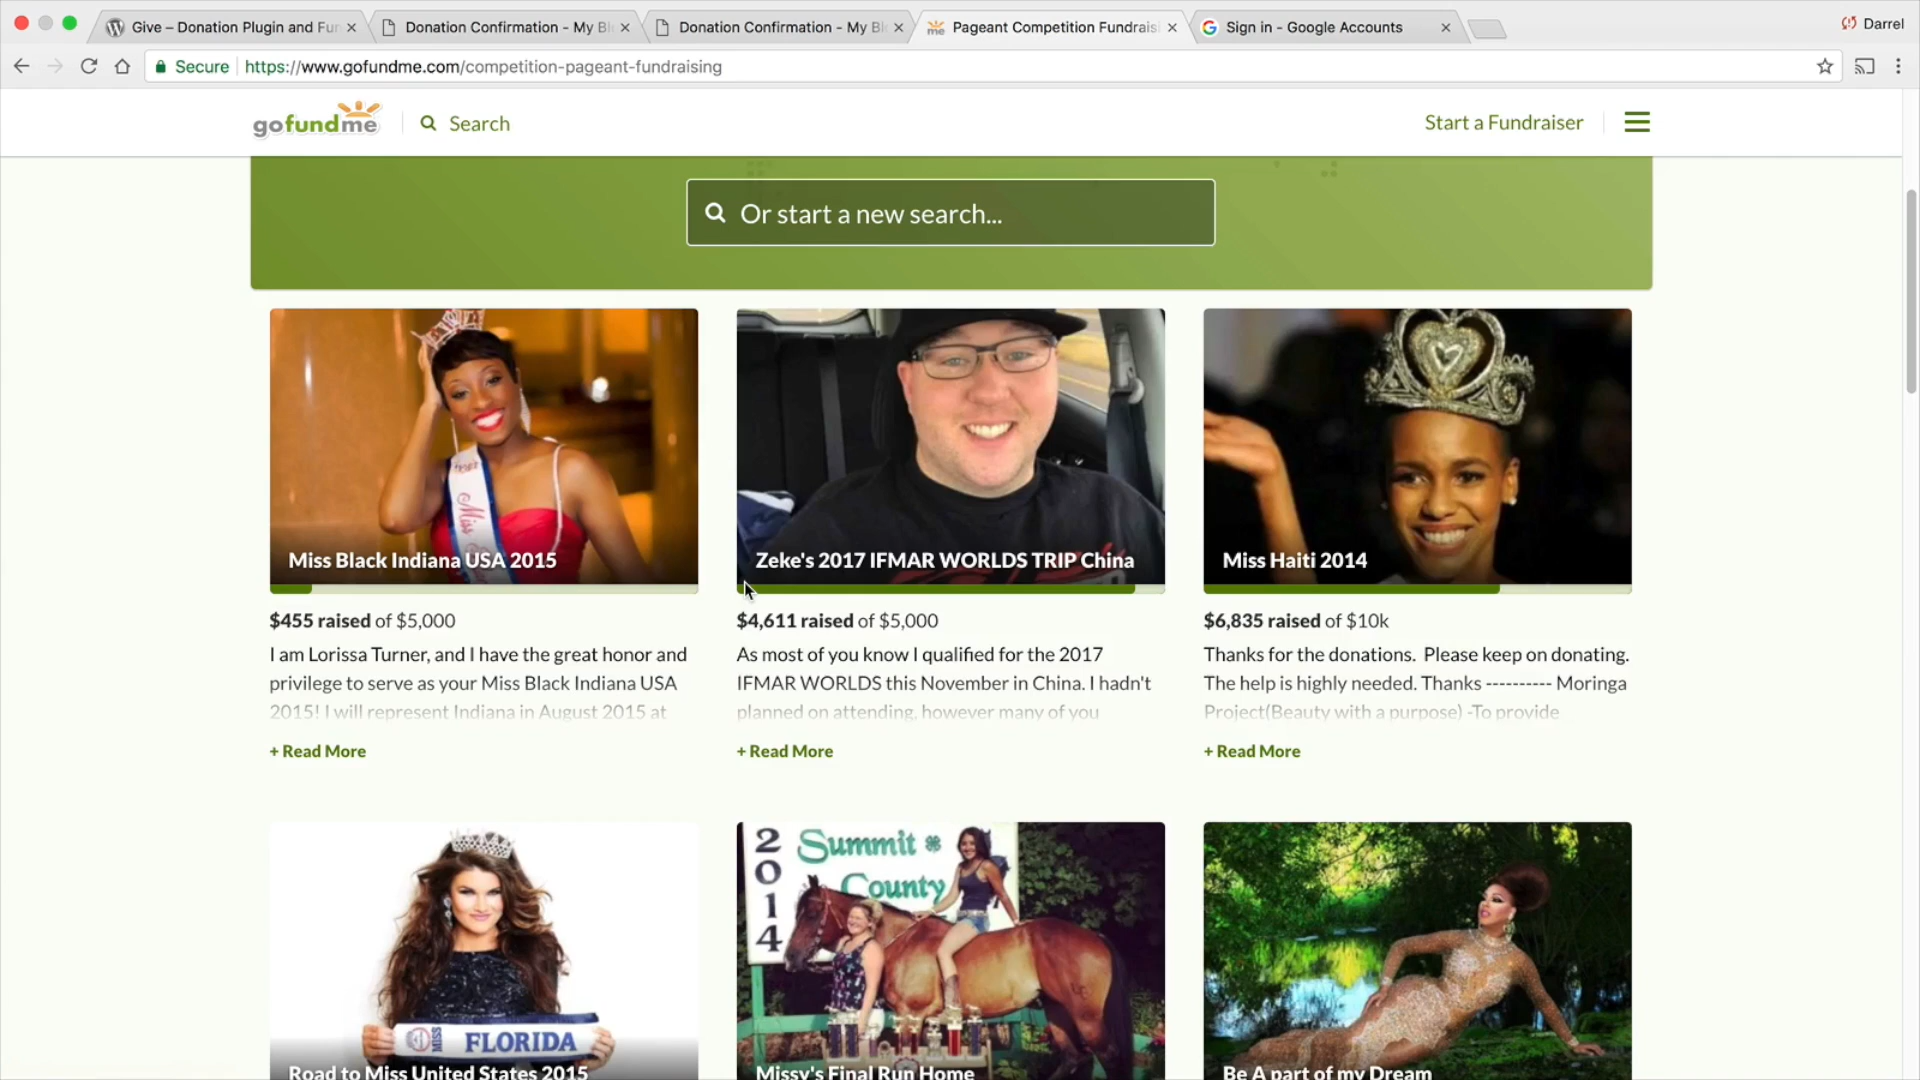 Give – Donation Plugin and Fun
Donation Confirmation - My Bl
Donation Confirmation - My Bl
Pageant Competition Fundrais
Sign in - Google Accounts
Darrel
Secure
https://www.gofundme.com/competition-pageant-fundraising
gofundme
Search
Start a Fundraiser
Or start a new search...
Miss
Miss Black Indiana USA 2015
Zeke's 2017 IFMAR WORLDS TRIP China
Miss Haiti 2014
$455 raised of $5,000
$4,611 raised of $5,000
$6,835 raised of $10k
I am Lorissa Turner, and I have the great honor and
privilege to serve as your Miss Black Indiana USA
2015! I will represent Indiana in August 2015 at
As most of you know I qualified for the 2017
IFMAR WORLDS this November in China. I hadn't
planned on attending, however many of you
Thanks for the donations. Please keep on donating.
The help is highly needed. Thanks ---------- Moringa
Project(Beauty with a purpose) -To provide
+ Read More
+ Read More
+ Read More
2014
Summit
County
MISS
FLORIDA
Road to Miss United States 2015
Missy's Final Run Home
Be A part of my Dream